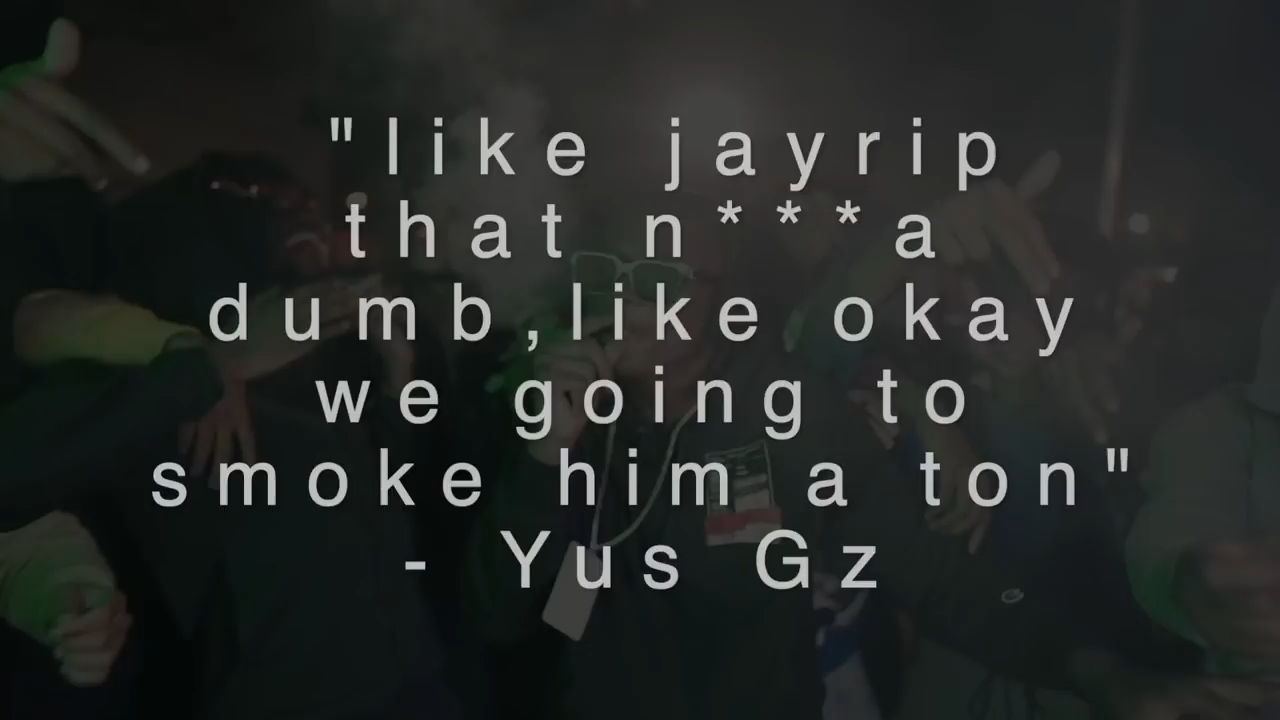 "like jayrip
that n***a
dumb,like okay
we going to
smoke him a ton"
- Yus Gz